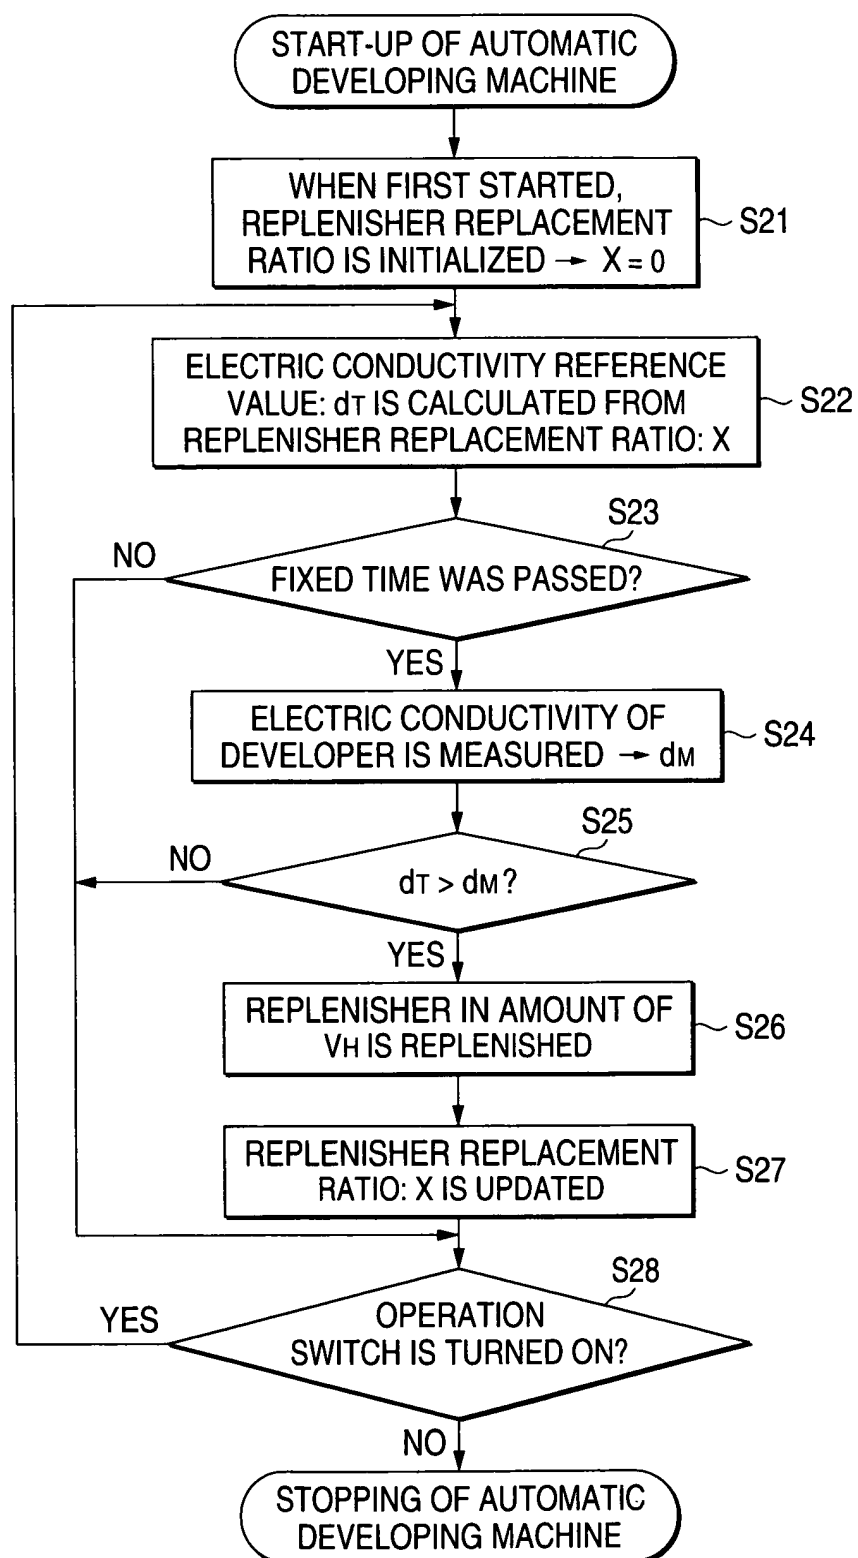 START-UP OF AUTOMATIC
DEVELOPING MACHINE
WHEN FIRST STARTED,
REPLENISHER REPLACEMENT
RATIO IS INITIALIZED → X = 0
S21
ELECTRIC CONDUCTIVITY REFERENCE
VALUE: dT IS CALCULATED FROM
REPLENISHER REPLACEMENT RATIO: X
S22
S23
NO
FIXED TIME WAS PASSED?
YES
ELECTRIC CONDUCTIVITY OF
DEVELOPER IS MEASURED → dM
S24
S25
NO
dT > dM?
YES
REPLENISHER IN AMOUNT OF
VH IS REPLENISHED
S26
REPLENISHER REPLACEMENT
RATIO: X IS UPDATED
S27
S28
YES
OPERATION
SWITCH IS TURNED ON?
NO
STOPPING OF AUTOMATIC
DEVELOPING MACHINE